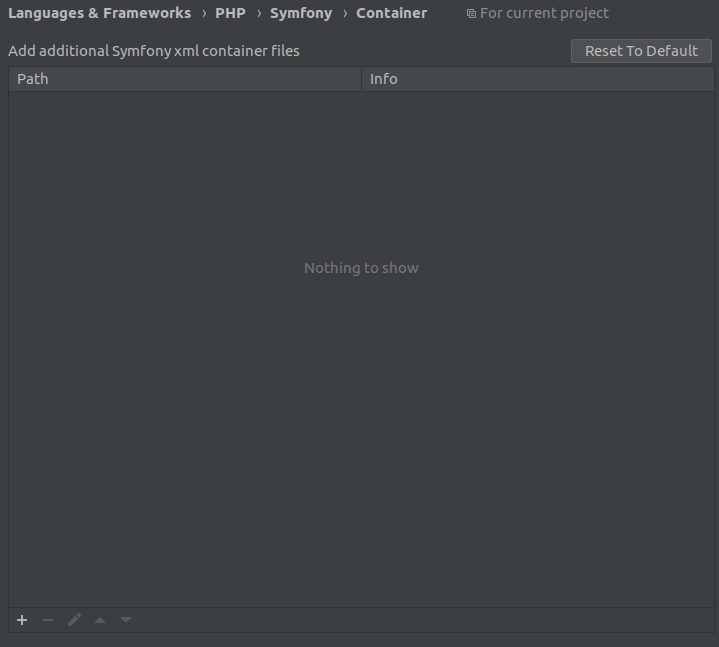 Languages & Frameworks › PHP › Symfony › Container For current project
Add additional Symfony xml container files Reset To Default
Path Info
Nothing to show